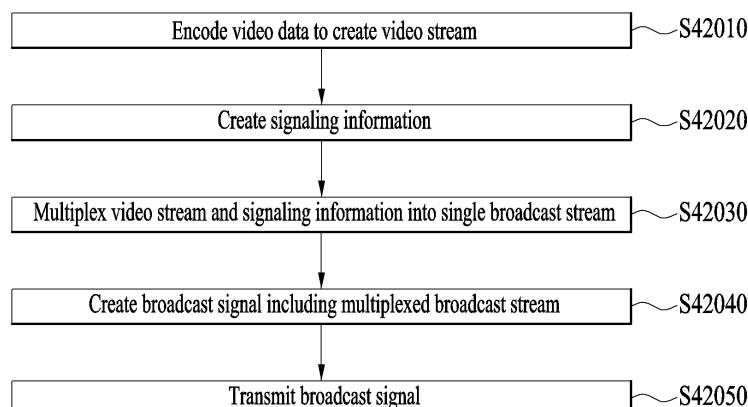 Encode video data to create video stream S42010
Create signaling information S42020
Multiplex video stream and signaling information into single broadcast stream S42030
Create broadcast signal including multiplexed broadcast stream S42040
Transmit broadcast signal S42050